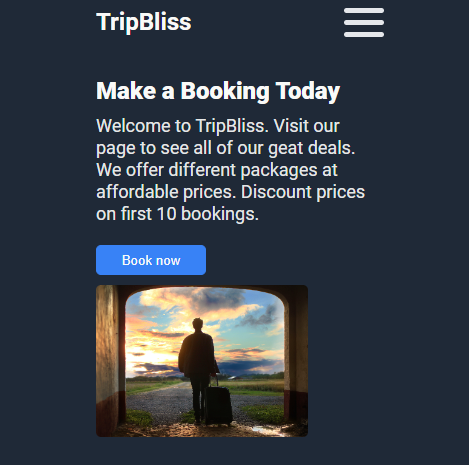 TripBliss
Make a Booking Today
Welcome to TripBliss. Visit our
page to see all of our geat deals.
We offer different packages at
affordable prices. Discount prices
on first 10 bookings.
Book now